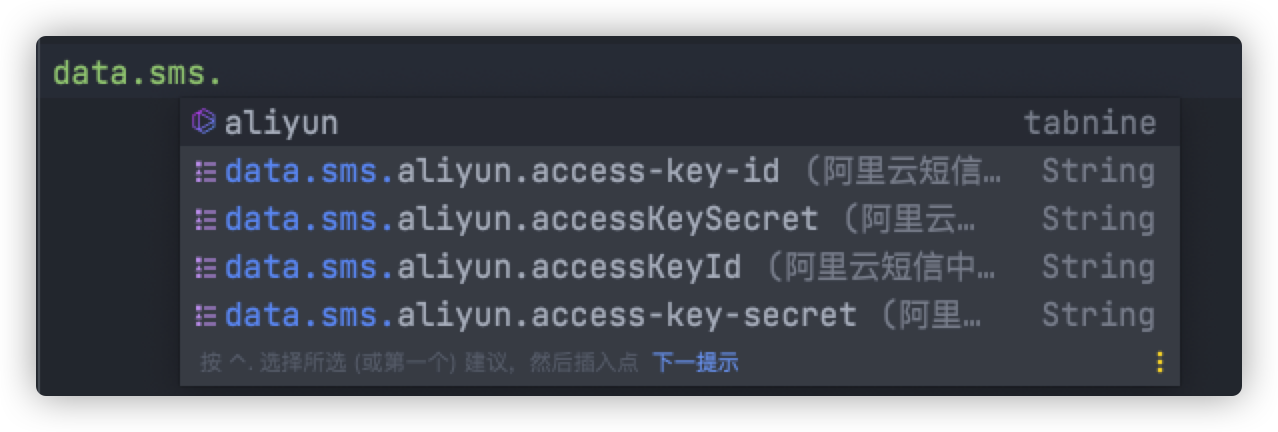 data.sms.
aliyun tabnine
data.sms.aliyun.access-key-id (阿里云短信… String
data.sms.aliyun.accessKeySecret (阿里云… String
data.sms.aliyun.accessKeyId (阿里云短信中… String
data.sms.aliyun.access-key-secret (阿里… String
按 ^. 选择所选 (或第一个) 建议，然后插入点 下一提示